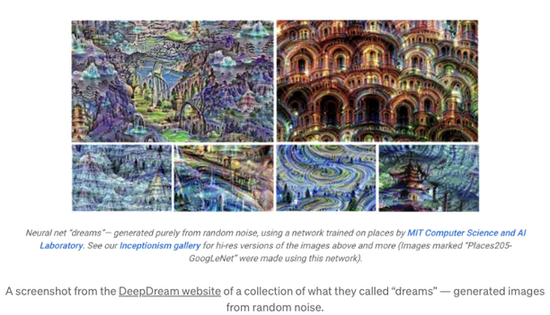 Neural net “dreams”— generated purely from random noise, using a network trained on places by MIT Computer Science and AI
Laboratory. See our Inceptionism gallery for hi-res versions of the images above and more (Images marked “Places205-
GoogLeNet” were made using this network).
A screenshot from the DeepDream website of a collection of what they called “dreams” — generated images
from random noise.